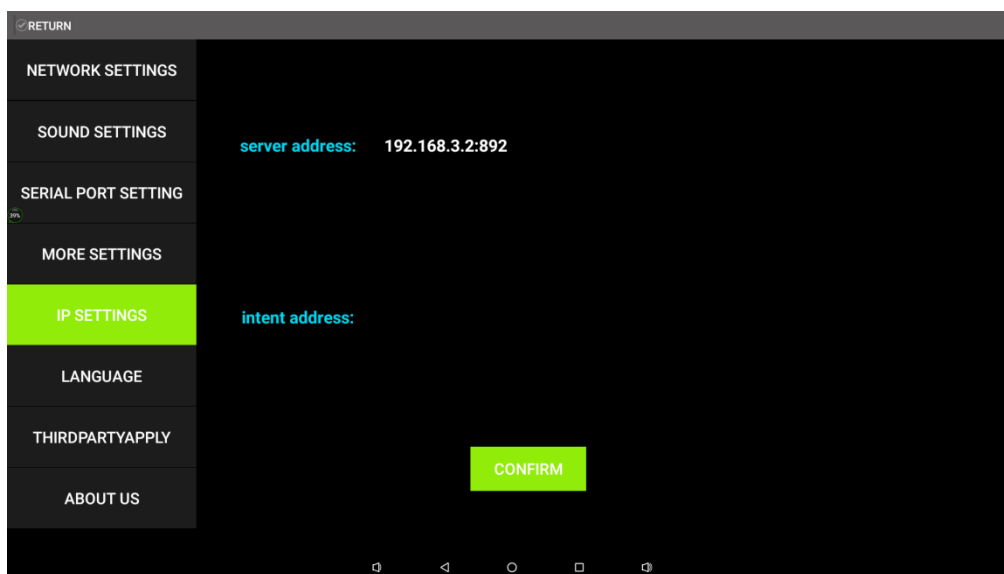 RETURN
NETWORK SETTINGS
SOUND SETTINGS
SERIAL PORT SETTING
39%
MORE SETTINGS
IP SETTINGS
LANGUAGE
THIRDPARTYAPPLY
ABOUT US
server address: 192.168.3.2:892
intent address:
CONFIRM